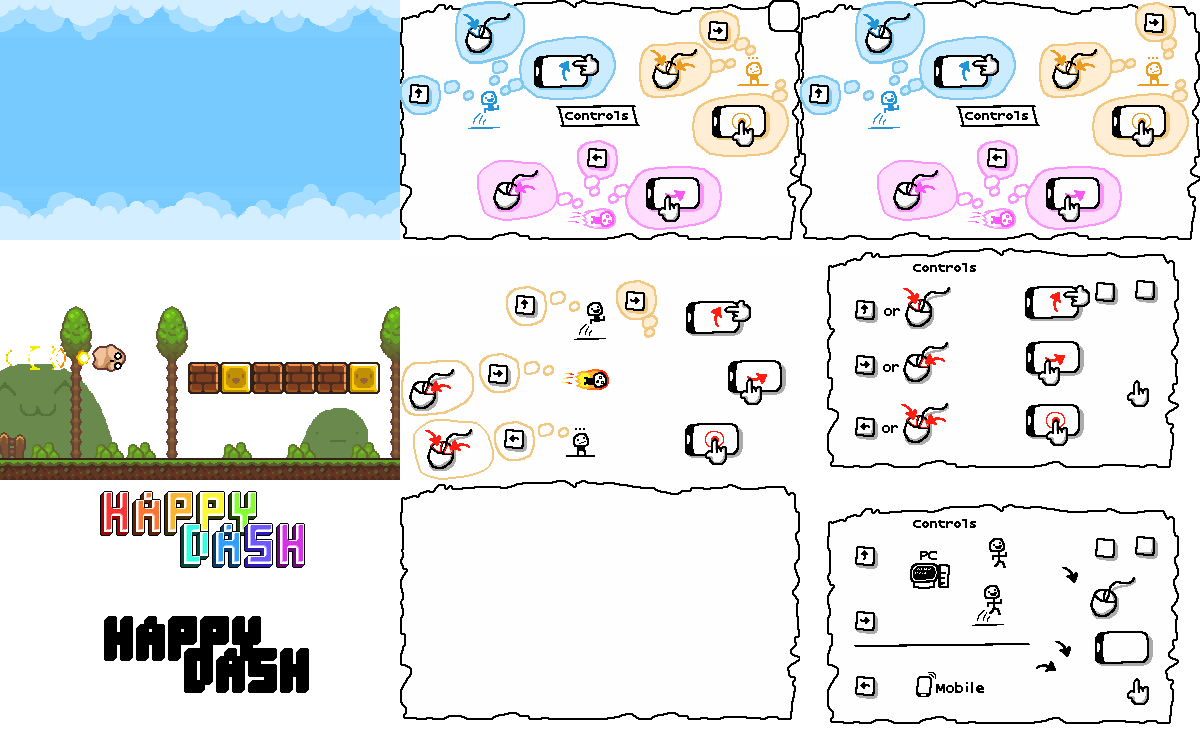 Controls
Controls
Controls
or
or
or
HAPPY
DASH
Controls
PC
HAPPY
DASH
Mobile